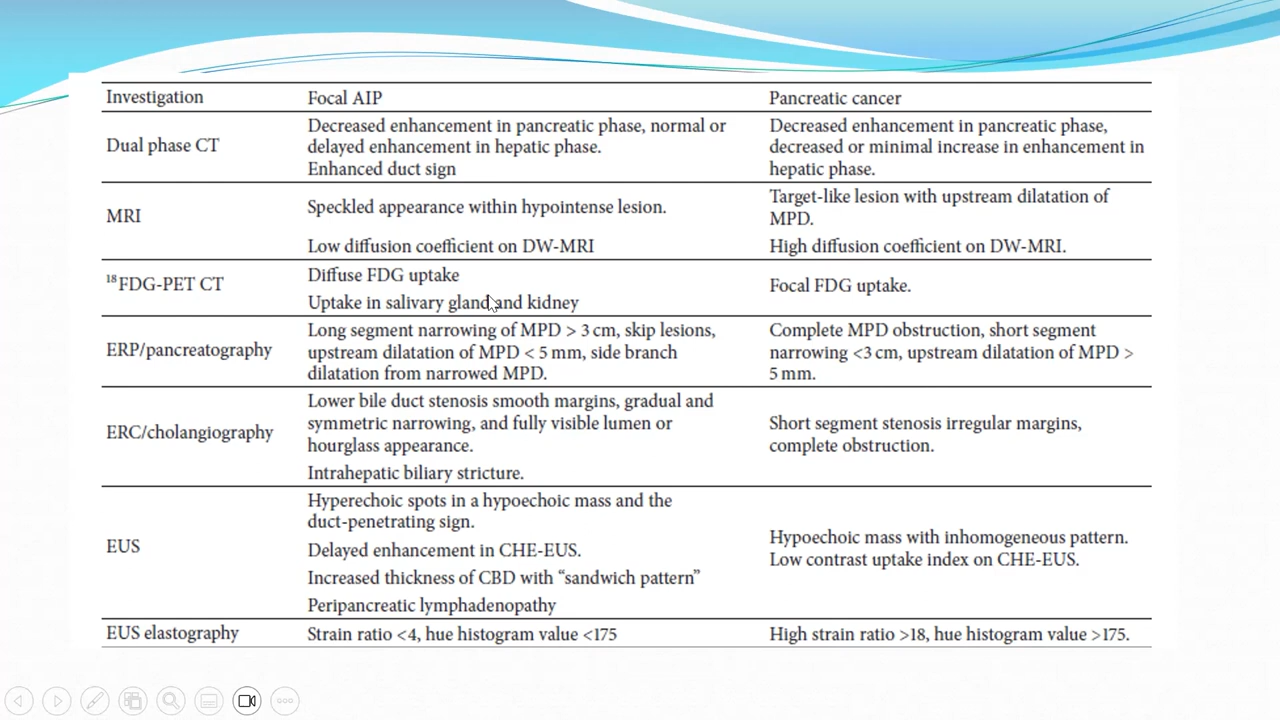 Investigation Focal AIP Pancreatic cancer
Dual phase CT
Decreased enhancement in pancreatic phase, normal or
delayed enhancement in hepatic phase.
Enhanced duct sign
Decreased enhancement in pancreatic phase,
decreased or minimal increase in enhancement in
hepatic phase.
MRI
Speckled appearance within hypointense lesion.
Target-like lesion with upstream dilatation of
MPD.
Low diffusion coefficient on DW-MRI
High diffusion coefficient on DW-MRI.
¹⁸FDG-PET CT
Diffuse FDG uptake
Uptake in salivary gland and kidney
Focal FDG uptake.
ERP/pancreatography
Long segment narrowing of MPD > 3 cm, skip lesions,
upstream dilatation of MPD < 5 mm, side branch
dilatation from narrowed MPD.
Complete MPD obstruction, short segment
narrowing <3 cm, upstream dilatation of MPD >
5 mm.
ERC/cholangiography
Lower bile duct stenosis smooth margins, gradual and
symmetric narrowing, and fully visible lumen or
hourglass appearance.
Intrahepatic biliary stricture.
Short segment stenosis irregular margins,
complete obstruction.
EUS
Hyperechoic spots in a hypoechoic mass and the
duct-penetrating sign.
Delayed enhancement in CHE-EUS.
Increased thickness of CBD with “sandwich pattern”
Peripancreatic lymphadenopathy
Hypoechoic mass with inhomogeneous pattern.
Low contrast uptake index on CHE-EUS.
EUS elastography
Strain ratio <4, hue histogram value <175
High strain ratio >18, hue histogram value >175.